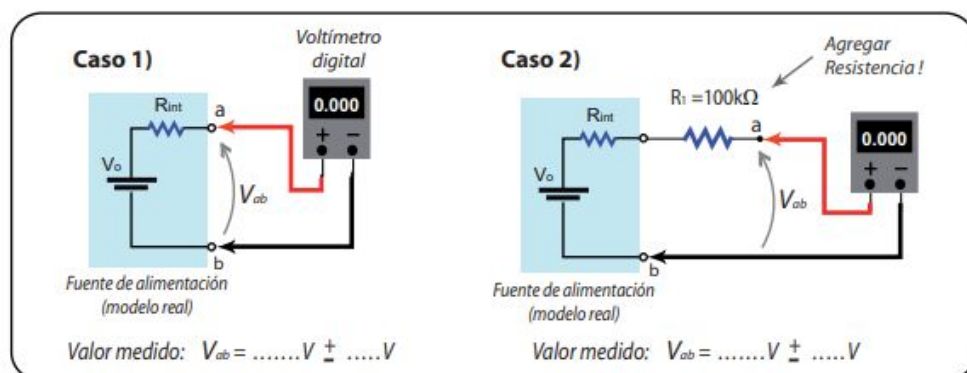 Caso 1)
Voltímetro
digital
0.000
+ −
Rint
a
Vo
Vab
b
Fuente de alimentación
(modelo real)
Valor medido: Vab = .......V ± .....V
Caso 2)
Agregar
Resistencia !
R1 =100kΩ
Rint
a
0.000
+ −
Vo
Vab
b
Fuente de alimentación
(modelo real)
Valor medido: Vab = .......V ± .....V